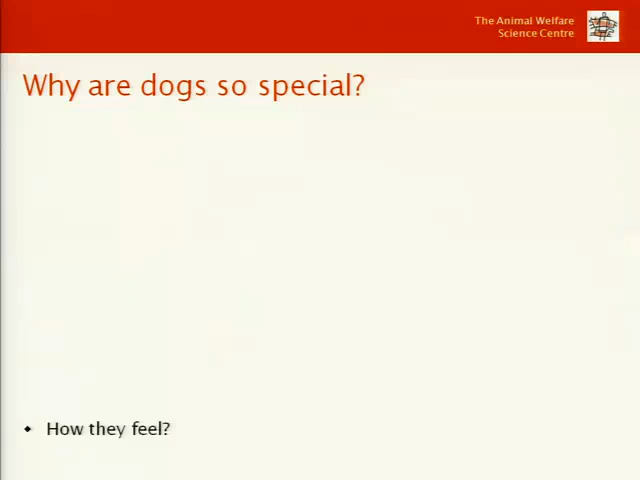 The Animal Welfare
Science Centre
Why are dogs so special?
How they feel?